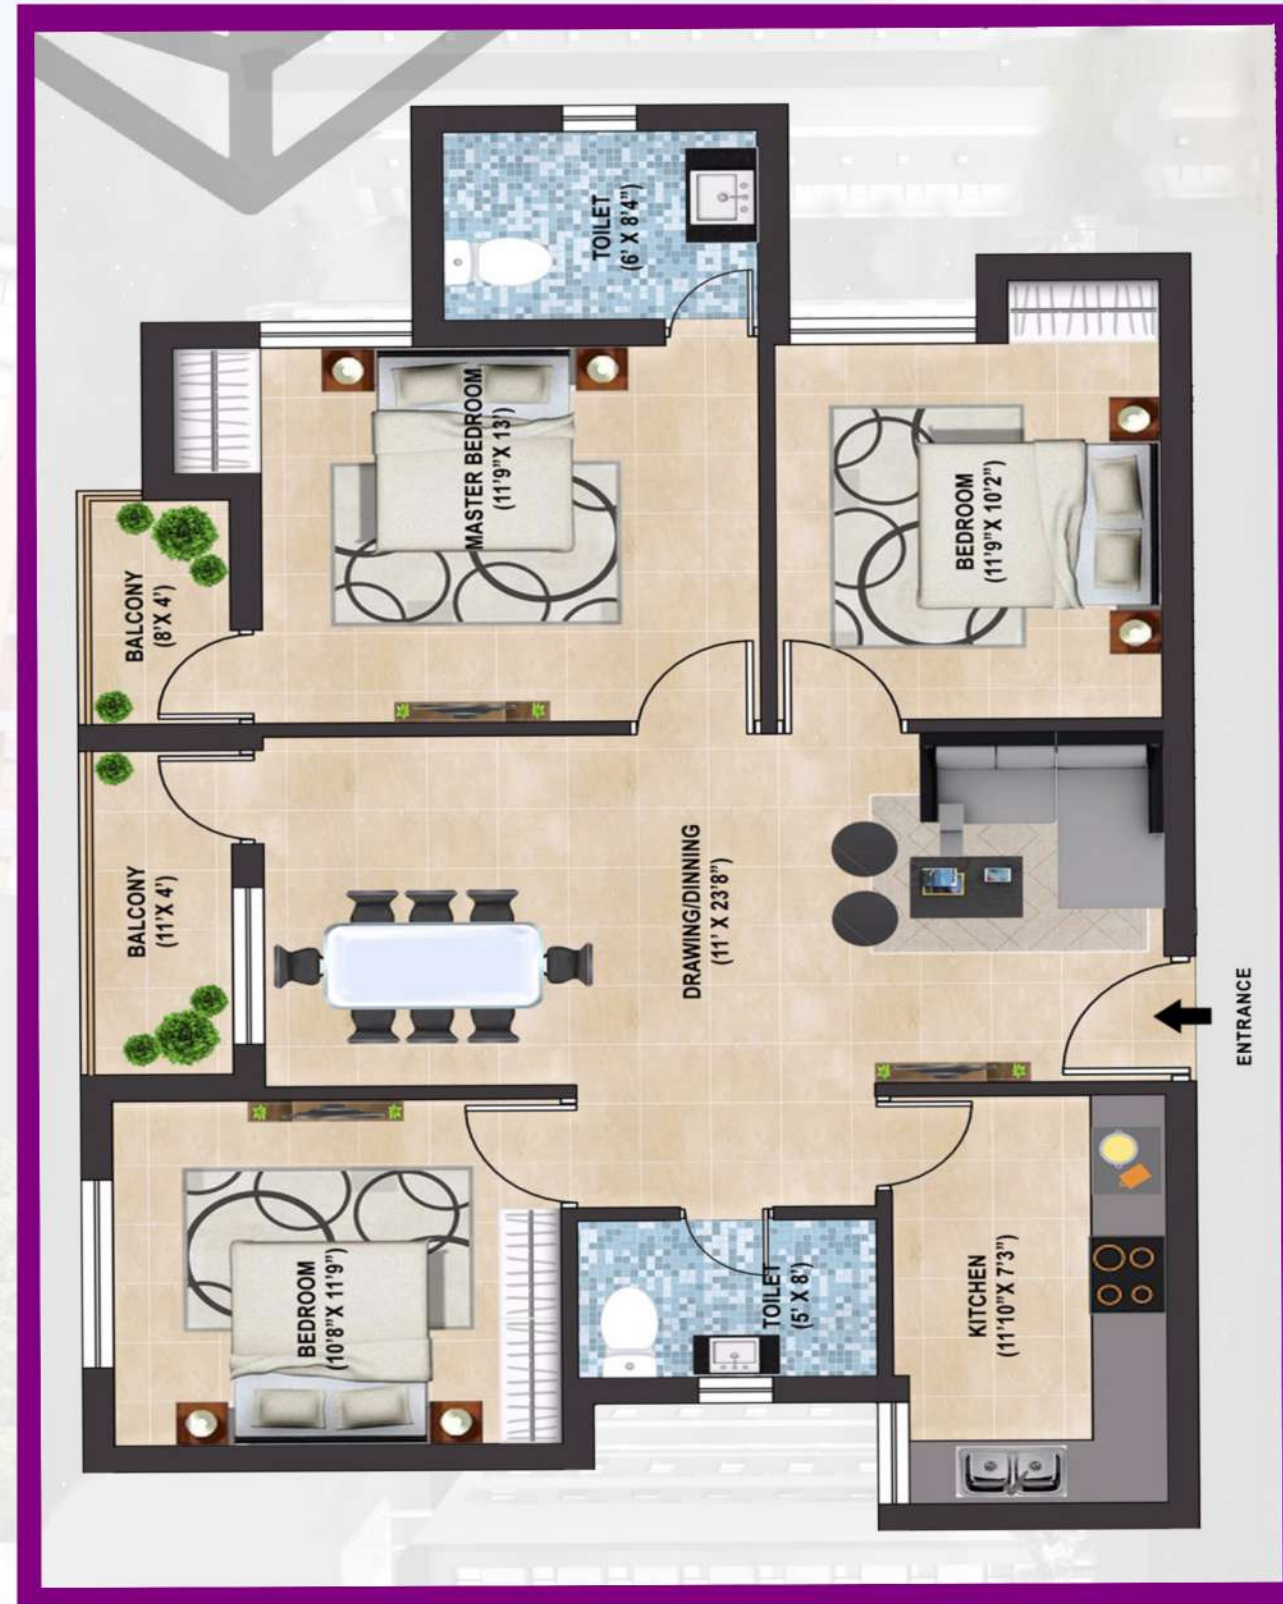 TOILET
(6' X 8'4")
MASTER BEDROOM
(11'9"X 13')
BEDROOM
(11'9"X 10'2")
BALCONY
(8'X 4')
BALCONY
(11'X 4')
DRAWING/DINNING
(11' X 23'8")
ENTRANCE
BEDROOM
(10'8"X 11'9")
TOILET
(5' X 8')
KITCHEN
(11'10"X 7'3")